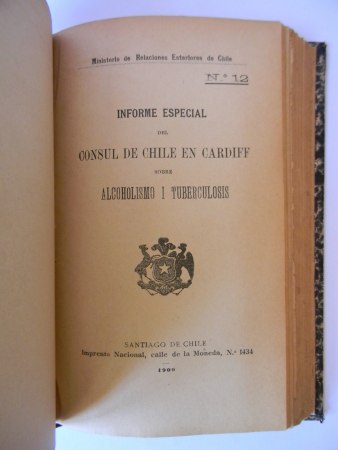 Ministerio de Relaciones Esteriores de Chile
N.º 12
INFORME ESPECIAL
DEL
CONSUL DE CHILE EN CARDIFF
SOBRE
ALCOHOLISMO I TUBERCULOSIS
SANTIAGO DE CHILE
Imprenta Nacional, calle de la Moneda, N.º 1434
1909